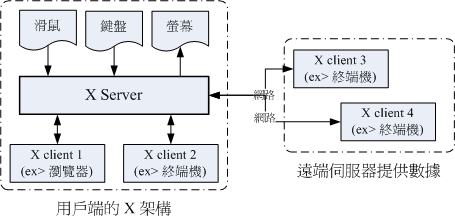 滑鼠
鍵盤
螢幕
X Server
X client 1
(ex> 瀏覽器)
X client 2
(ex> 終端機)
用戶端的 X 架構
網路
網路
X client 3
(ex> 終端機)
X client 4
(ex> 終端機)
遠端伺服器提供數據